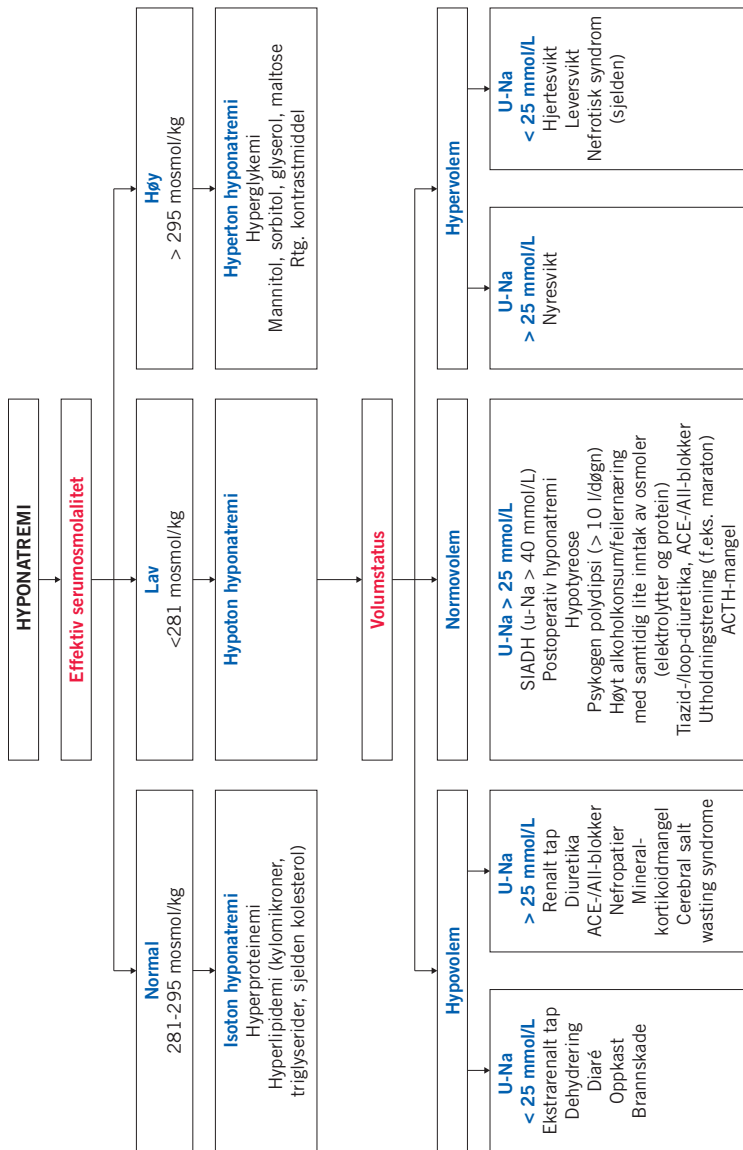 HYPONATREMI
Effektiv serumosmolalitet
Normal
281-295 mosmol/kg
Lav
<281 mosmol/kg
Høy
> 295 mosmol/kg
Isoton hyponatremi
Hyperproteinemi
Hyperlipidemi (kylomikroner,
triglyserider, sjelden kolesterol)
Hypoton hyponatremi
Hyperton hyponatremi
Hyperglykemi
Mannitol, sorbitol, glyserol, maltose
Rtg. kontrastmiddel
Volumstatus
Hypovolem
Normovolem
Hypervolem
U-Na
< 25 mmol/L
Ekstrarenalt tap
Dehydrering
Diaré
Oppkast
Brannskade
U-Na
> 25 mmol/L
Renalt tap
Diuretika
ACE-/AII-blokker
Nefropatier
Mineral-
kortikoidmangel
Cerebral salt
wasting syndrome
U-Na > 25 mmol/L
SIADH (u-Na > 40 mmol/L)
Postoperativ hyponatremi
Hypotyreose
Psykogen polydipsi (> 10 l/døgn)
Høyt alkoholkonsum/feilernæring
med samtidig lite inntak av osmoler
(elektrolytter og protein)
Tiazid-/loop-diuretika, ACE-/AII-blokker
Utholdningstrening (f.eks. maraton)
ACTH-mangel
U-Na
> 25 mmol/L
Nyresvikt
U-Na
< 25 mmol/L
Hjertesvikt
Leversvikt
Nefrotisk syndrom
(sjelden)